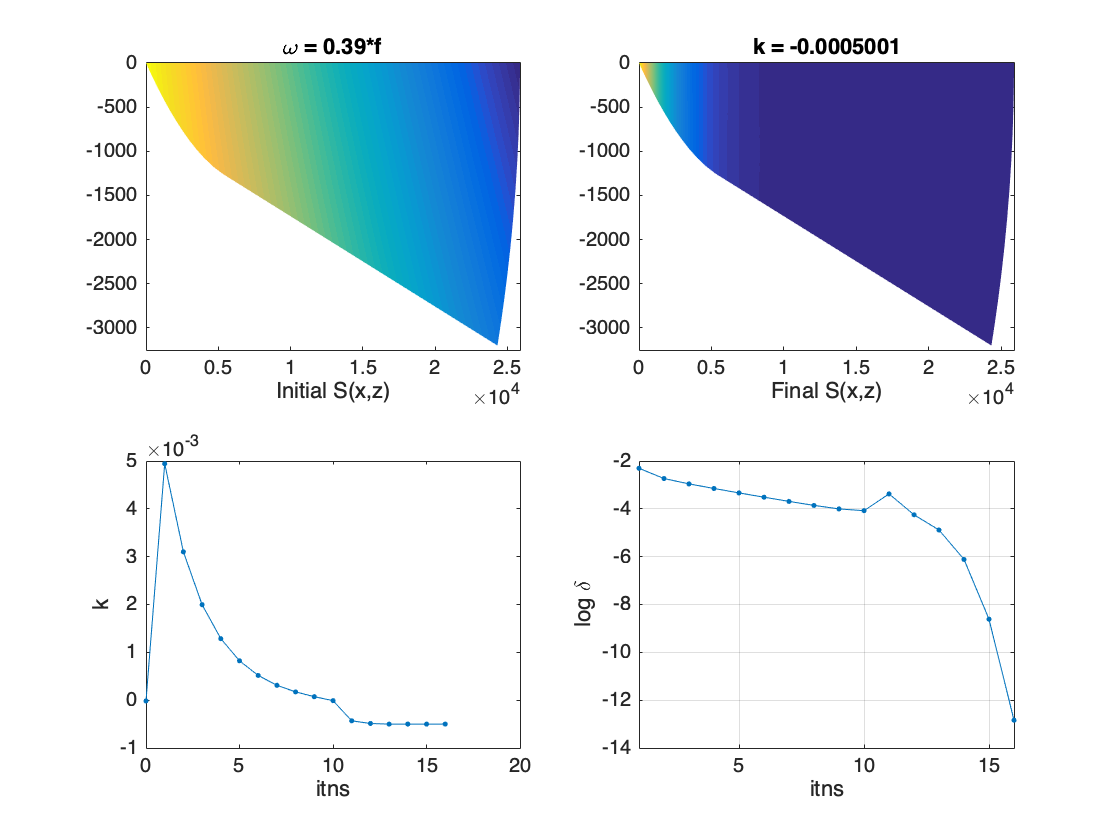 ω = 0.39*f
0
-500
-1000
-1500
-2000
-2500
-3000
0 0.5 1 1.5 2 2.5
×10^4
Initial S(x,z)
k = -0.0005001
0
-500
-1000
-1500
-2000
-2500
-3000
0 0.5 1 1.5 2 2.5
×10^4
Final S(x,z)
×10^-3
5
4
3
2
1
0
-1
k
0 5 10 15 20
itns
-2
-4
-6
-8
-10
-12
-14
log δ
5 10 15
itns